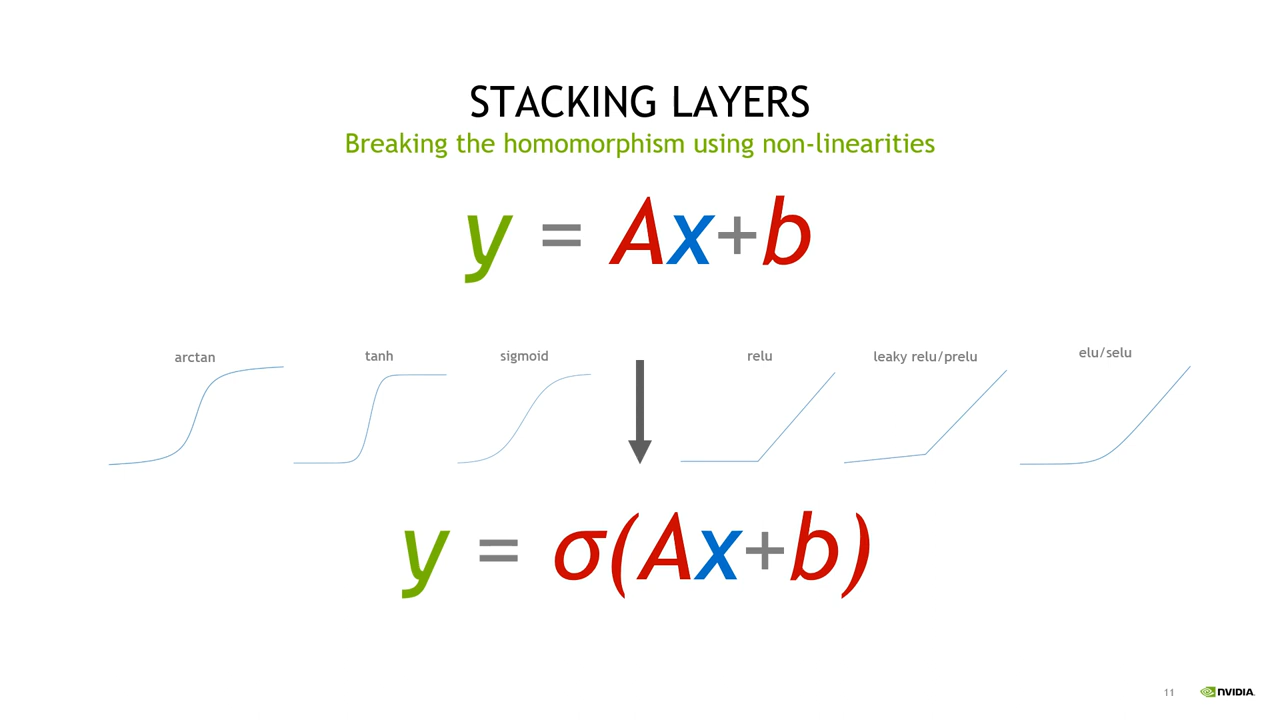 STACKING LAYERS
Breaking the homomorphism using non-linearities
y = Ax+b
arctan
tanh
sigmoid
relu
leaky relu/prelu
elu/selu
y = σ(Ax+b)
11
NVIDIA.